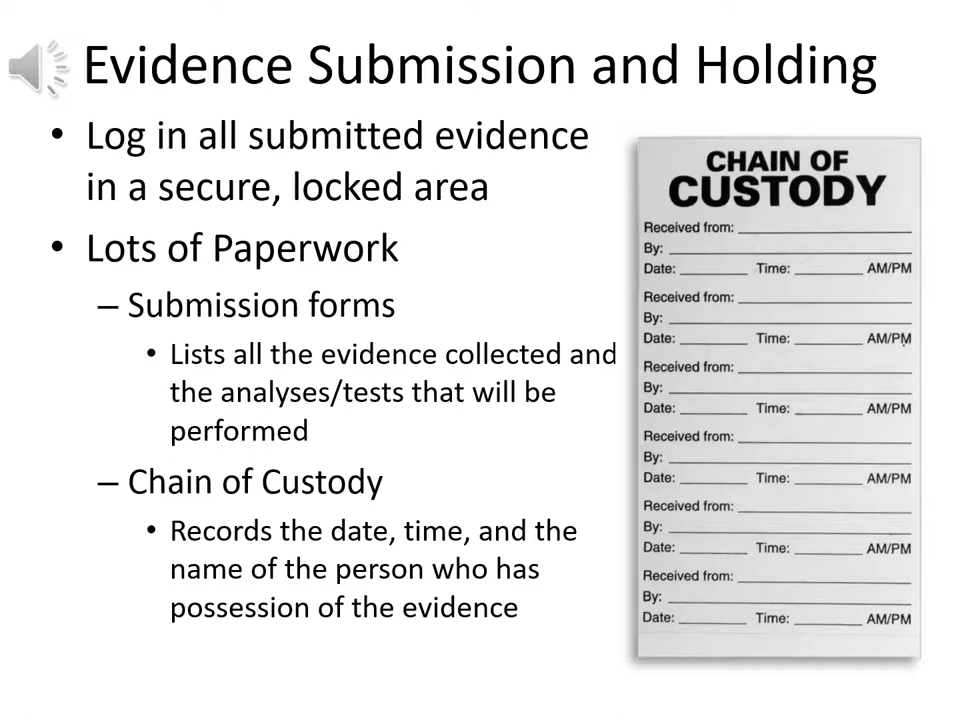 Evidence Submission and Holding
• Log in all submitted evidence
in a secure, locked area
• Lots of Paperwork
– Submission forms
• Lists all the evidence collected and
the analyses/tests that will be
performed
– Chain of Custody
• Records the date, time, and the
name of the person who has
possession of the evidence
CHAIN OF
CUSTODY
Received from:
By:
Date: Time: AM/PM
Received from:
By:
Date: Time: AM/PM
Received from:
By:
Date: Time: AM/PM
Received from:
By:
Date: Time: AM/PM
Received from:
By:
Date: Time: AM/PM
Received from:
By:
Date: Time: AM/PM